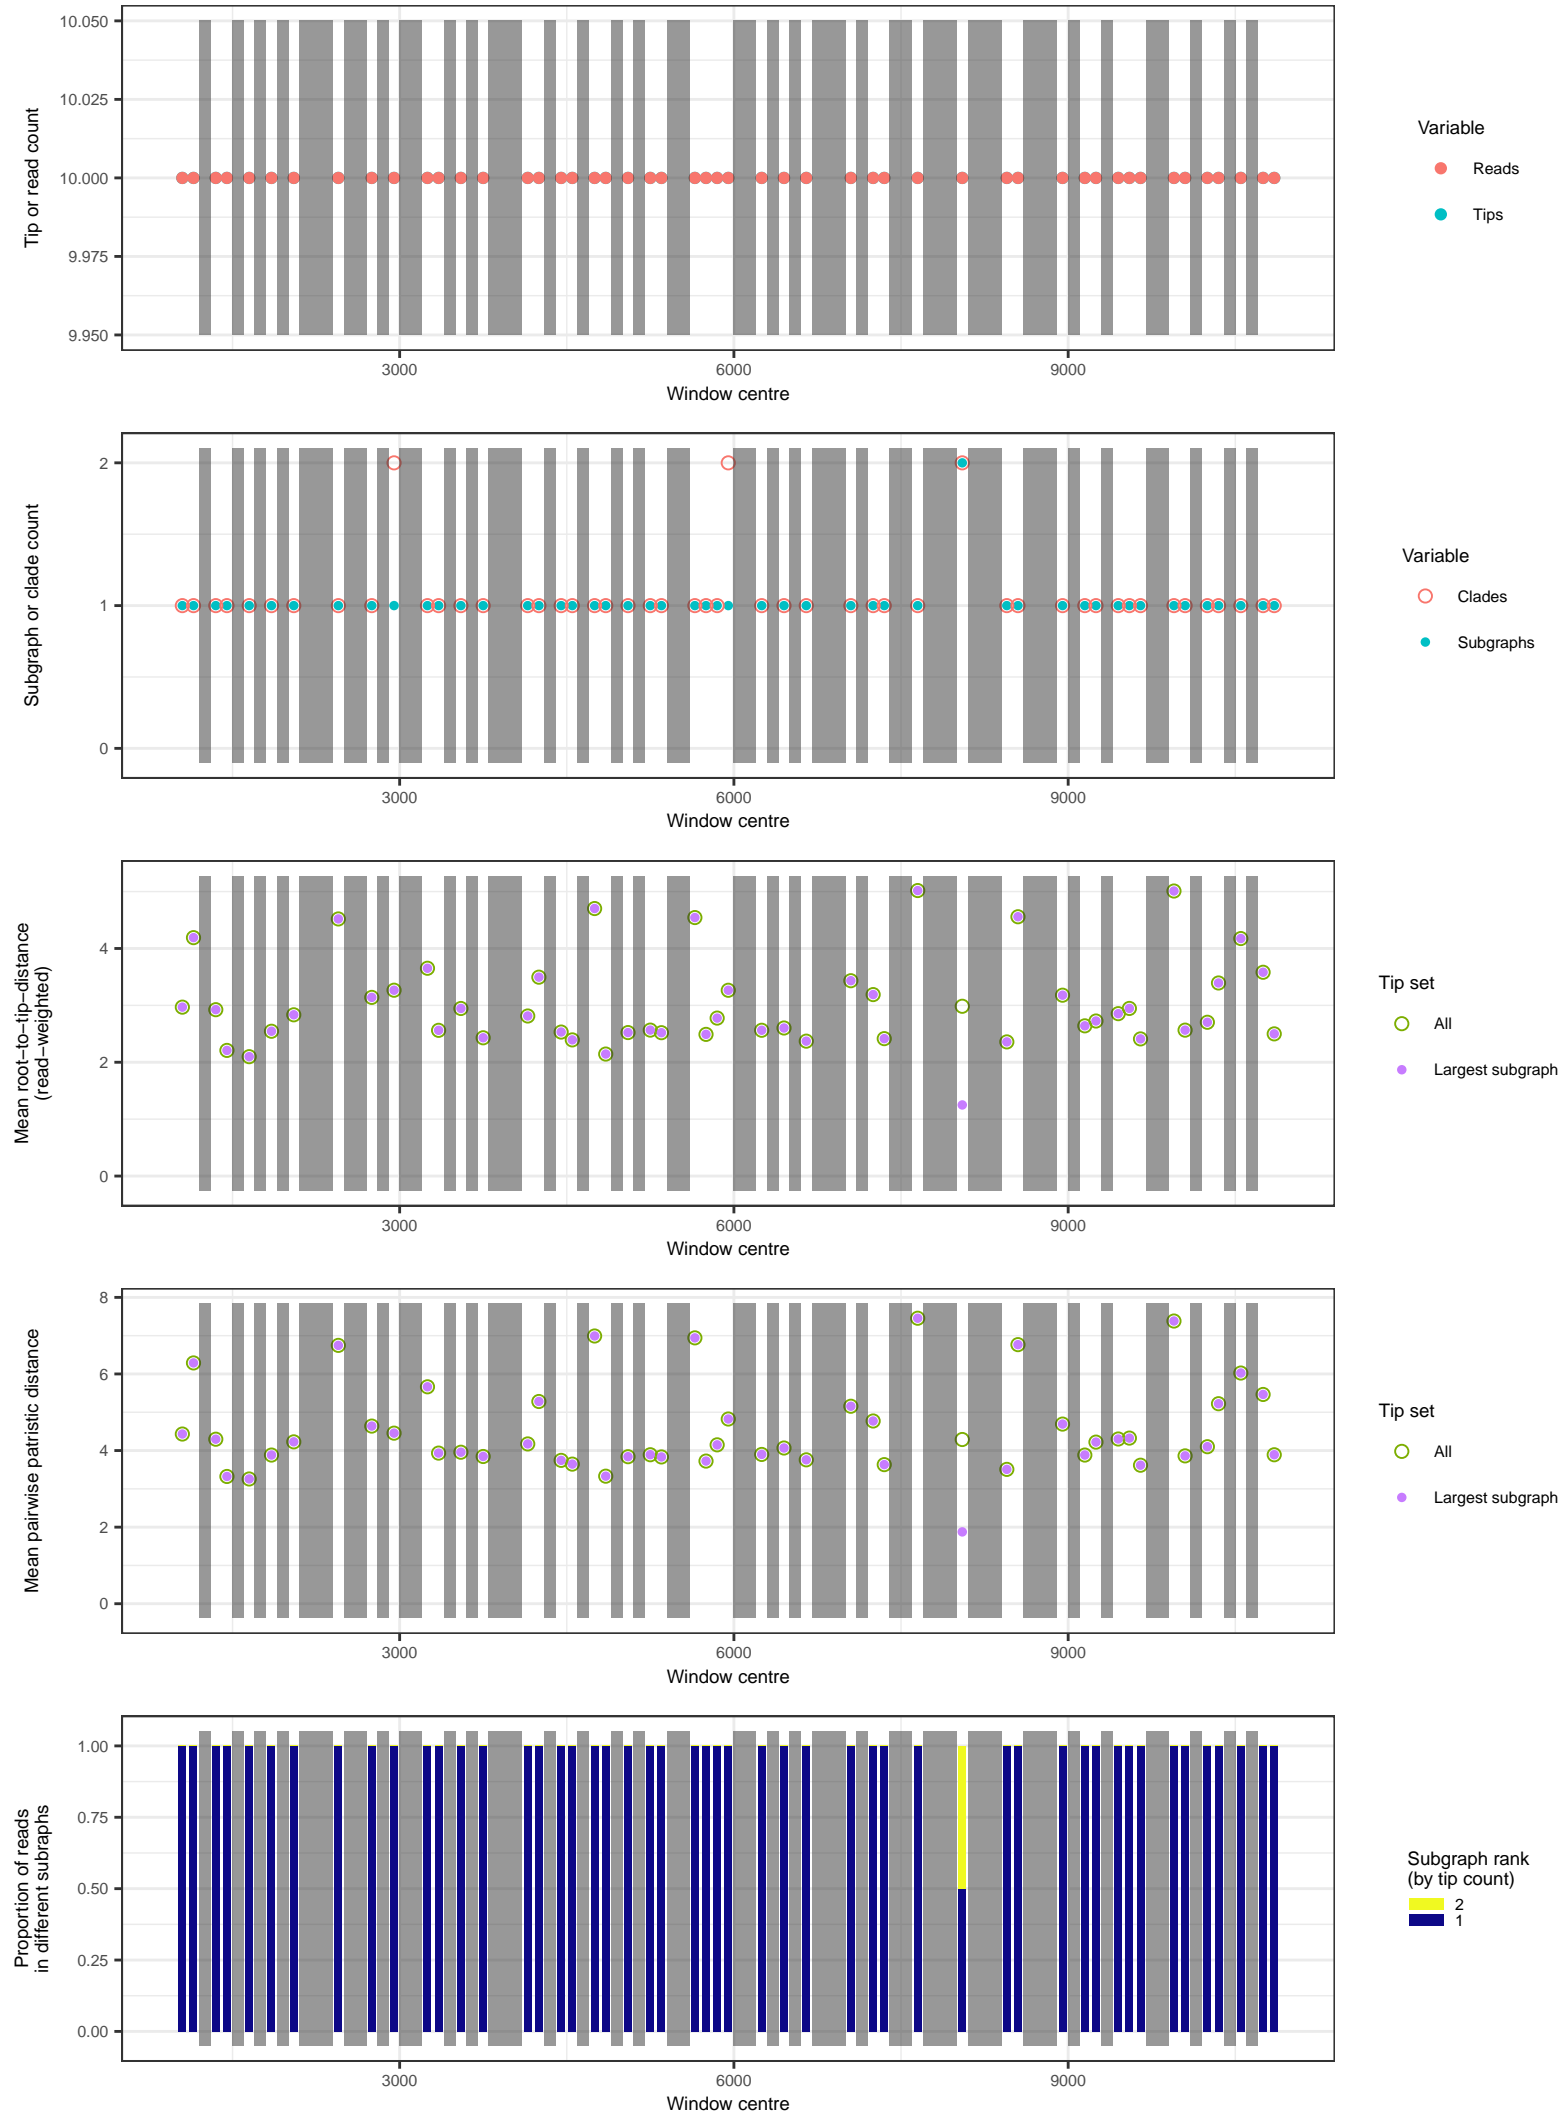 10.050
10.025
10.000
9.975
9.950
Tip or read count
3000 6000 9000
Window centre
Variable
Reads
Tips
2
1
0
Subgraph or clade count
3000 6000 9000
Window centre
Variable
Clades
Subgraphs
4
2
0
Mean root−to−tip−distance
(read−weighted)
3000 6000 9000
Window centre
Tip set
All
Largest subgraph
8
6
4
2
0
Mean pairwise patristic distance
3000 6000 9000
Window centre
Tip set
All
Largest subgraph
1.00
0.75
0.50
0.25
0.00
Proportion of reads
in different subraphs
3000 6000 9000
Window centre
Subgraph rank
(by tip count)
2
1